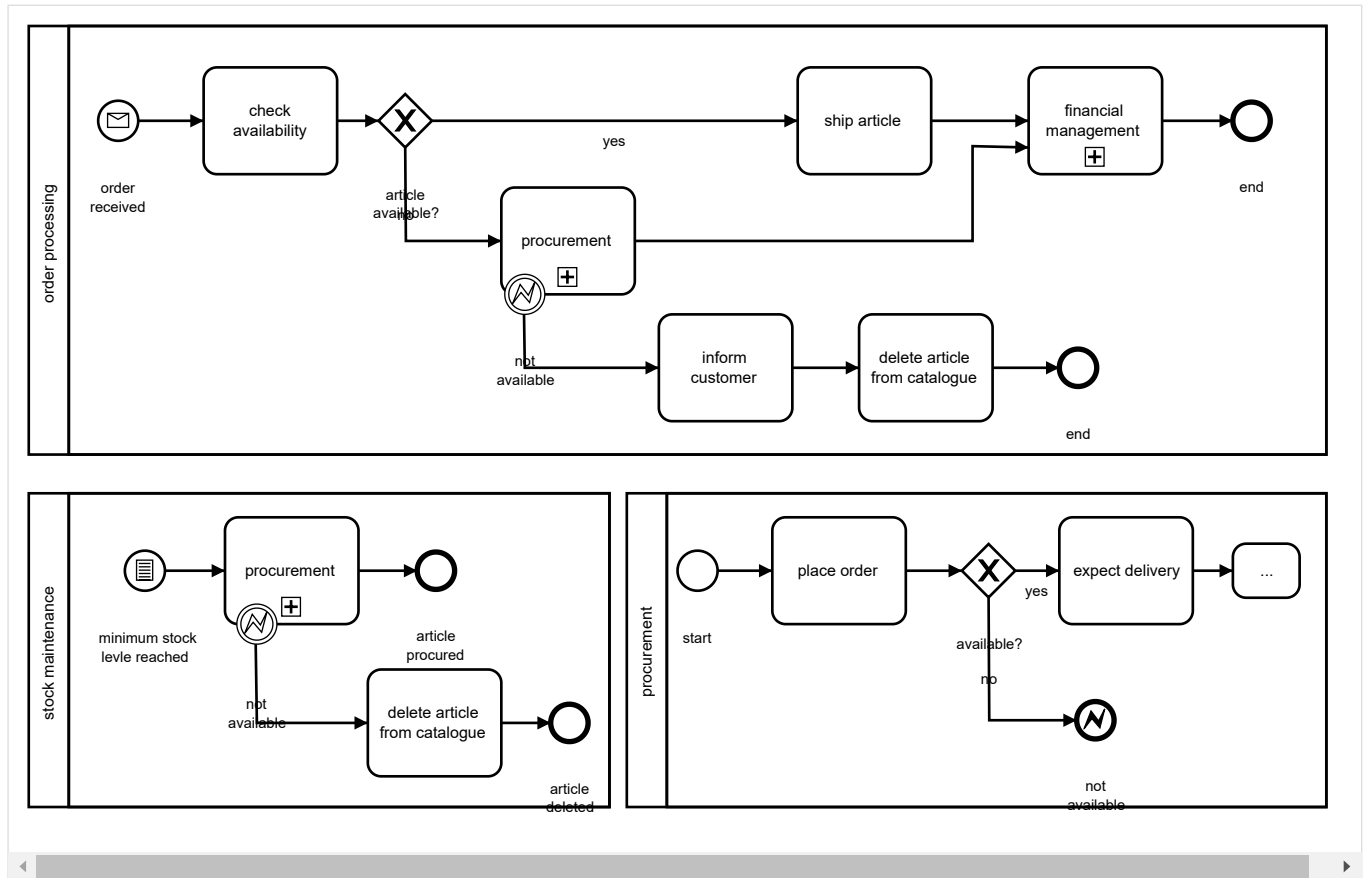 order processing
order
received
check
availability
article
available?
no
yes
ship article
financial
management
end
procurement
not
available
inform
customer
delete article
from catalogue
end
stock maintenance
minimum stock
levle reached
procurement
article
procured
not
available
delete article
from catalogue
article
deleted
procurement
start
place order
available?
yes
no
expect delivery
...
not
available